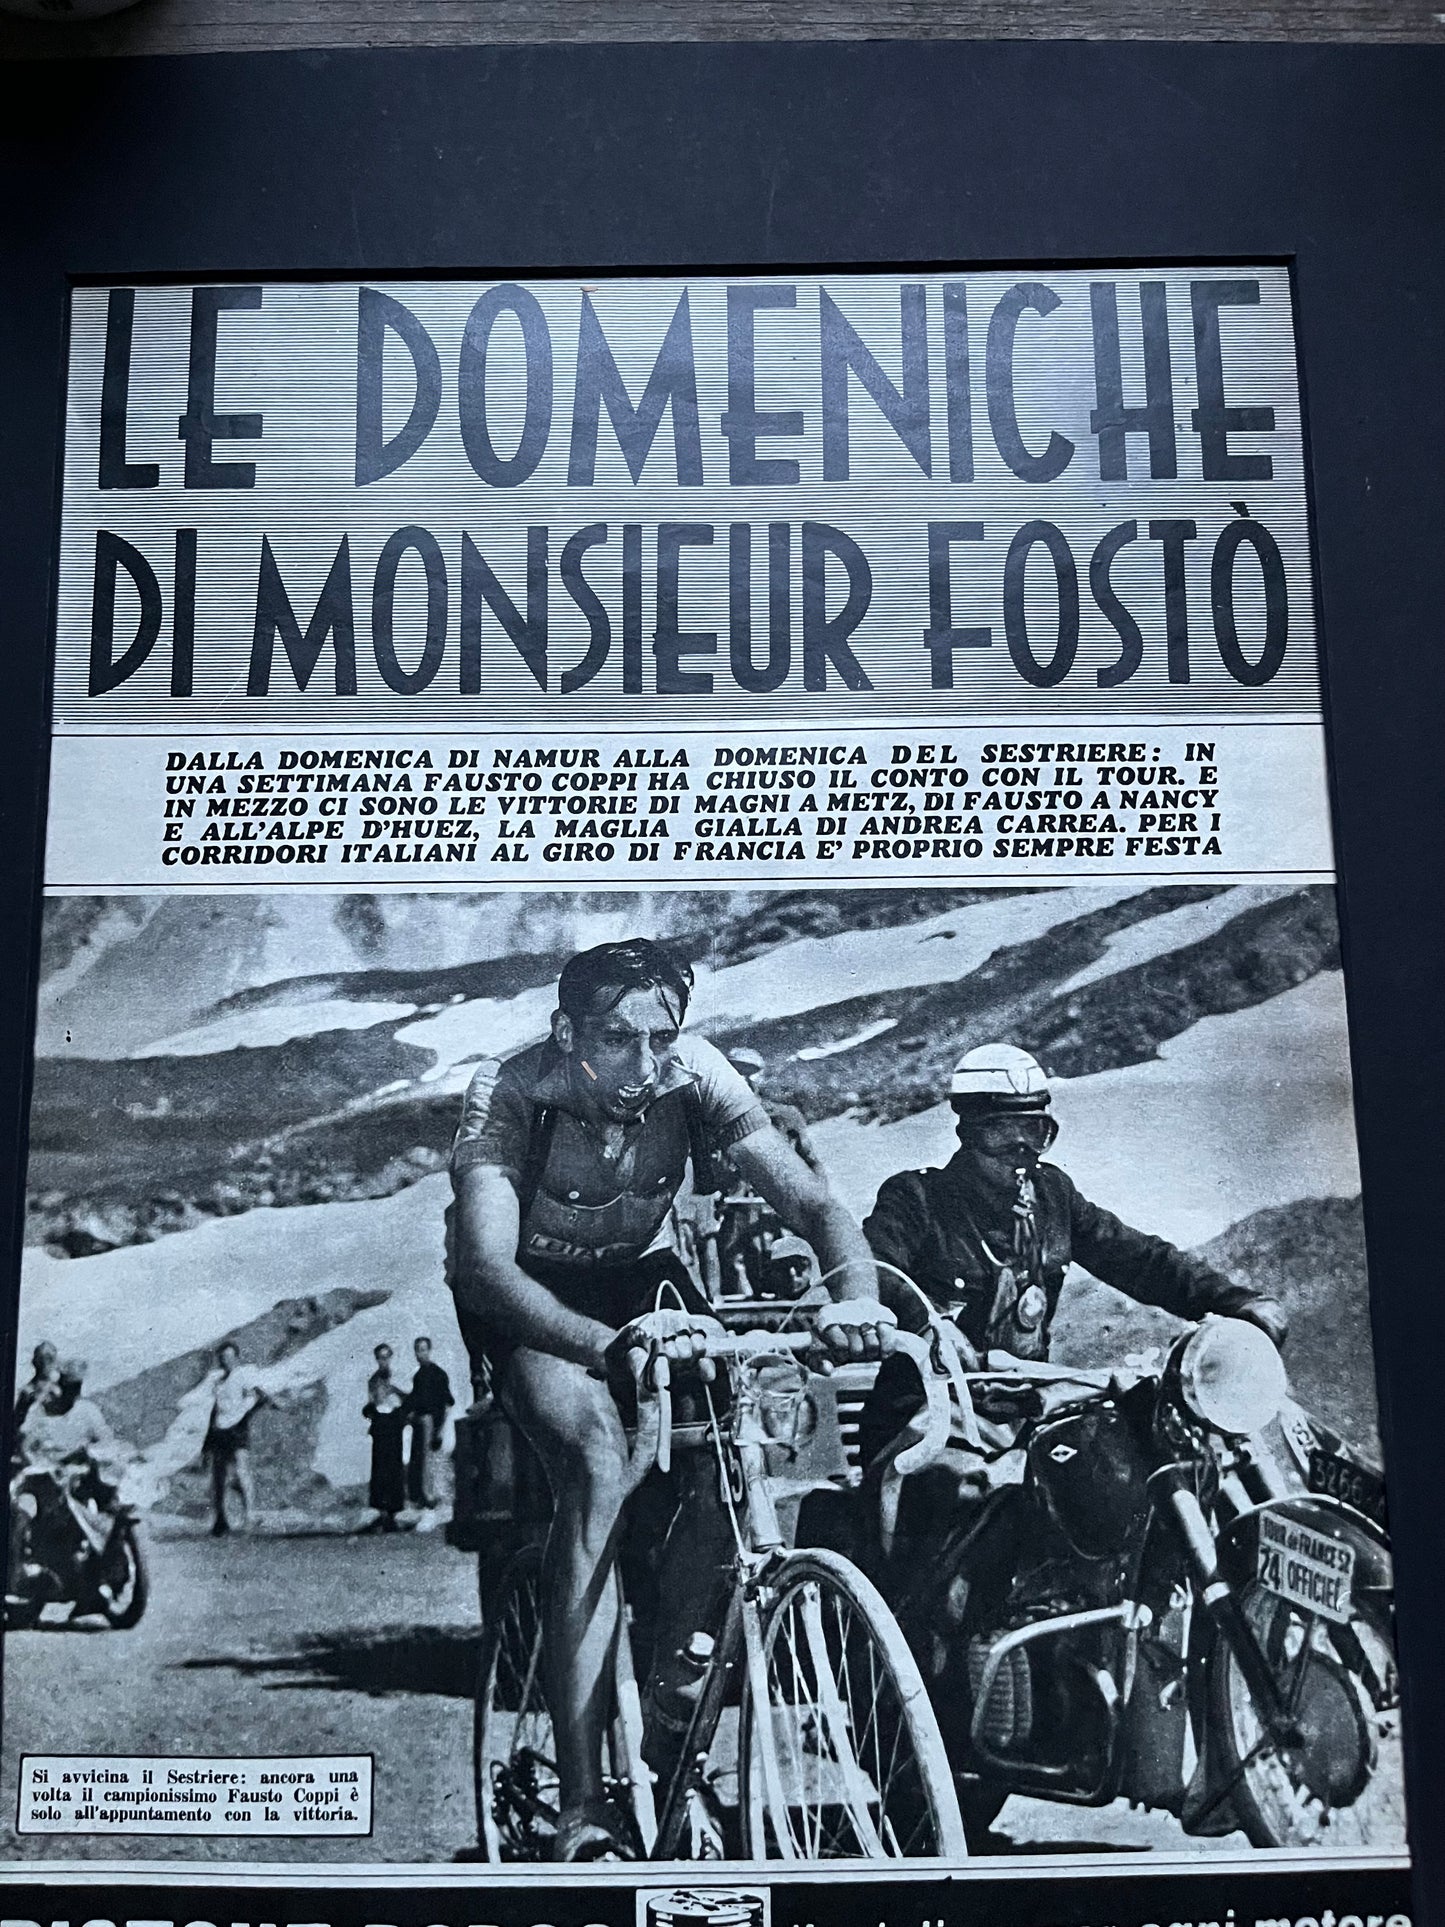 LE DOMENICHE
DI MONSIEUR FOSTÒ
DALLA DOMENICA DI NAMUR ALLA DOMENICA DEL SESTRIERE: IN
UNA SETTIMANA FAUSTO COPPI HA CHIUSO IL CONTO CON IL TOUR. E
IN MEZZO CI SONO LE VITTORIE DI MAGNI A METZ, DI FAUSTO A NANCY
E ALL'ALPE D'HUEZ, LA MAGLIA GIALLA DI ANDREA CARREA. PER I
CORRIDORI ITALIANI AL GIRO DI FRANCIA E' PROPRIO SEMPRE FESTA
TOUR de FRANCE 52
24 OFFICIEL
Si avvicina il Sestriere: ancora una
volta il campionissimo Fausto Coppi è
solo all'appuntamento con la vittoria.
ogni motore